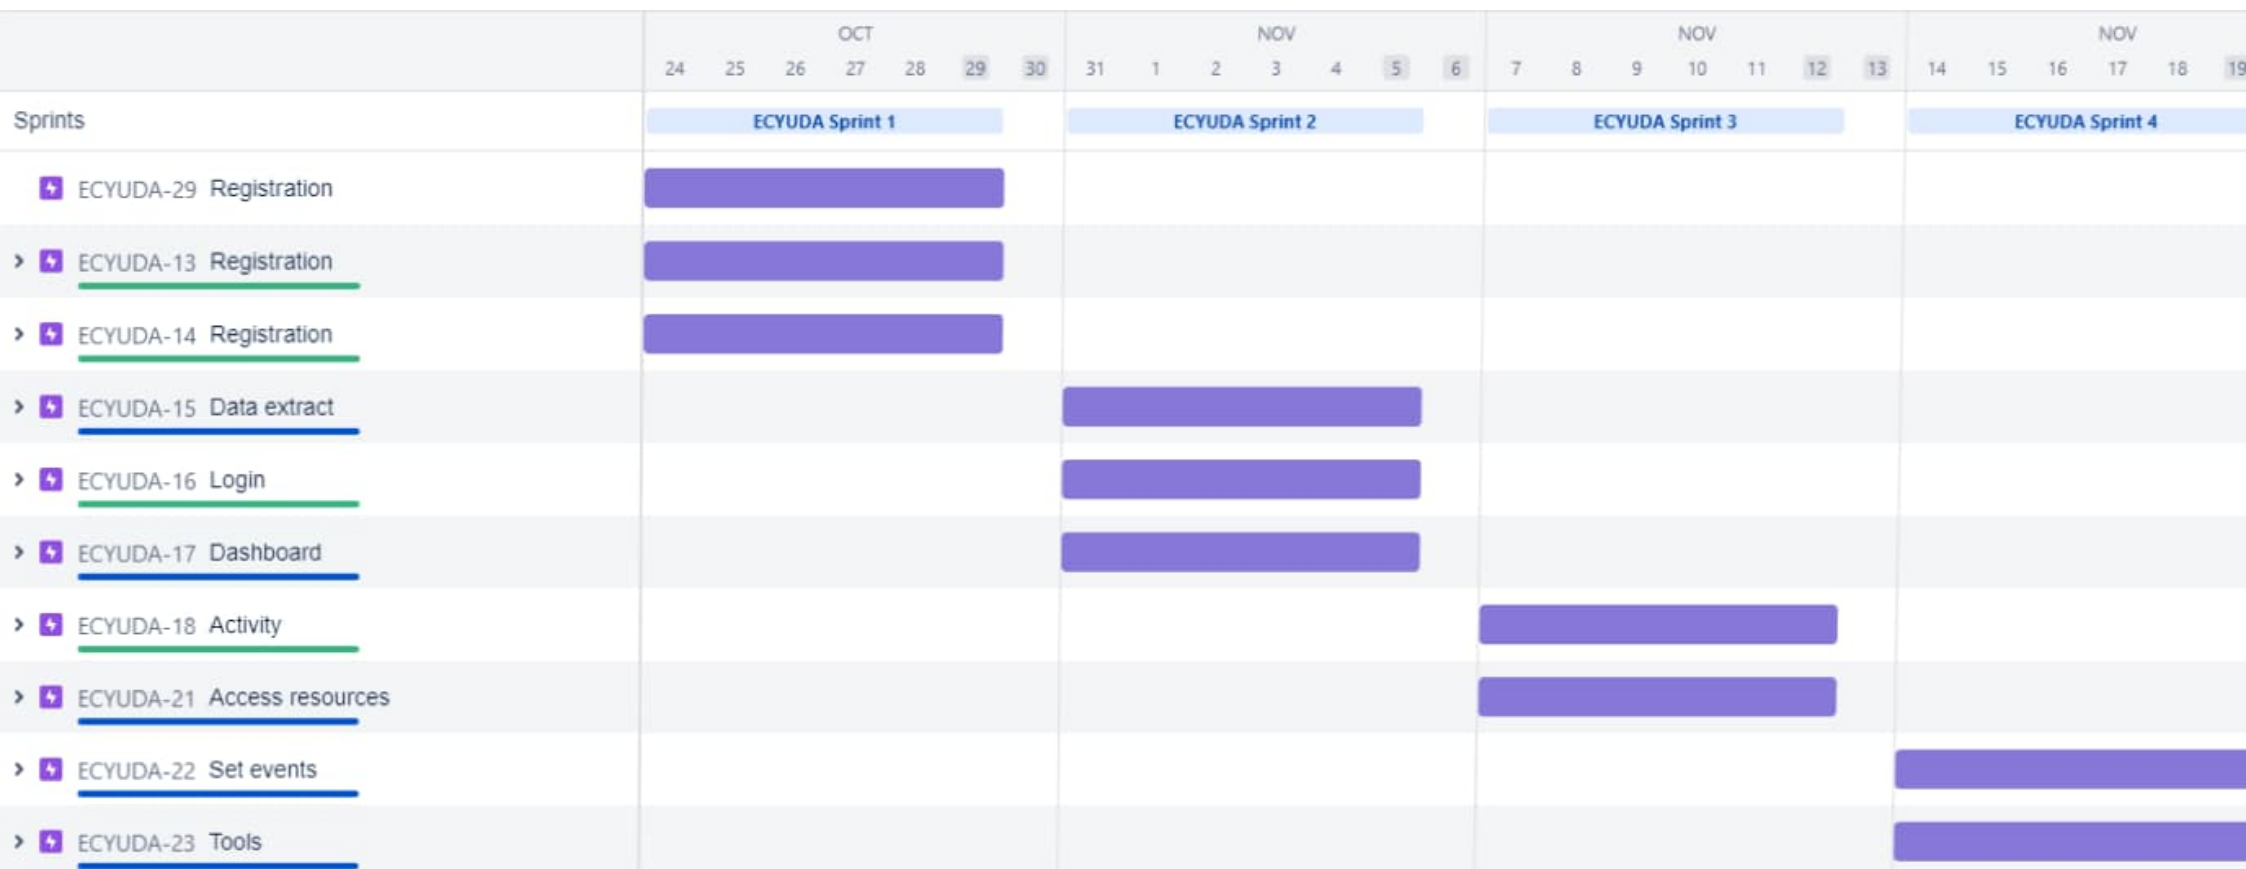 OCT NOV NOV NOV
24 25 26 27 28 29 30 31 1 2 3 4 5 6 7 8 9 10 11 12 13 14 15 16 17 18 19
Sprints ECYUDA Sprint 1 ECYUDA Sprint 2 ECYUDA Sprint 3 ECYUDA Sprint 4
ECYUDA-29 Registration
ECYUDA-13 Registration
ECYUDA-14 Registration
ECYUDA-15 Data extract
ECYUDA-16 Login
ECYUDA-17 Dashboard
ECYUDA-18 Activity
ECYUDA-21 Access resources
ECYUDA-22 Set events
ECYUDA-23 Tools